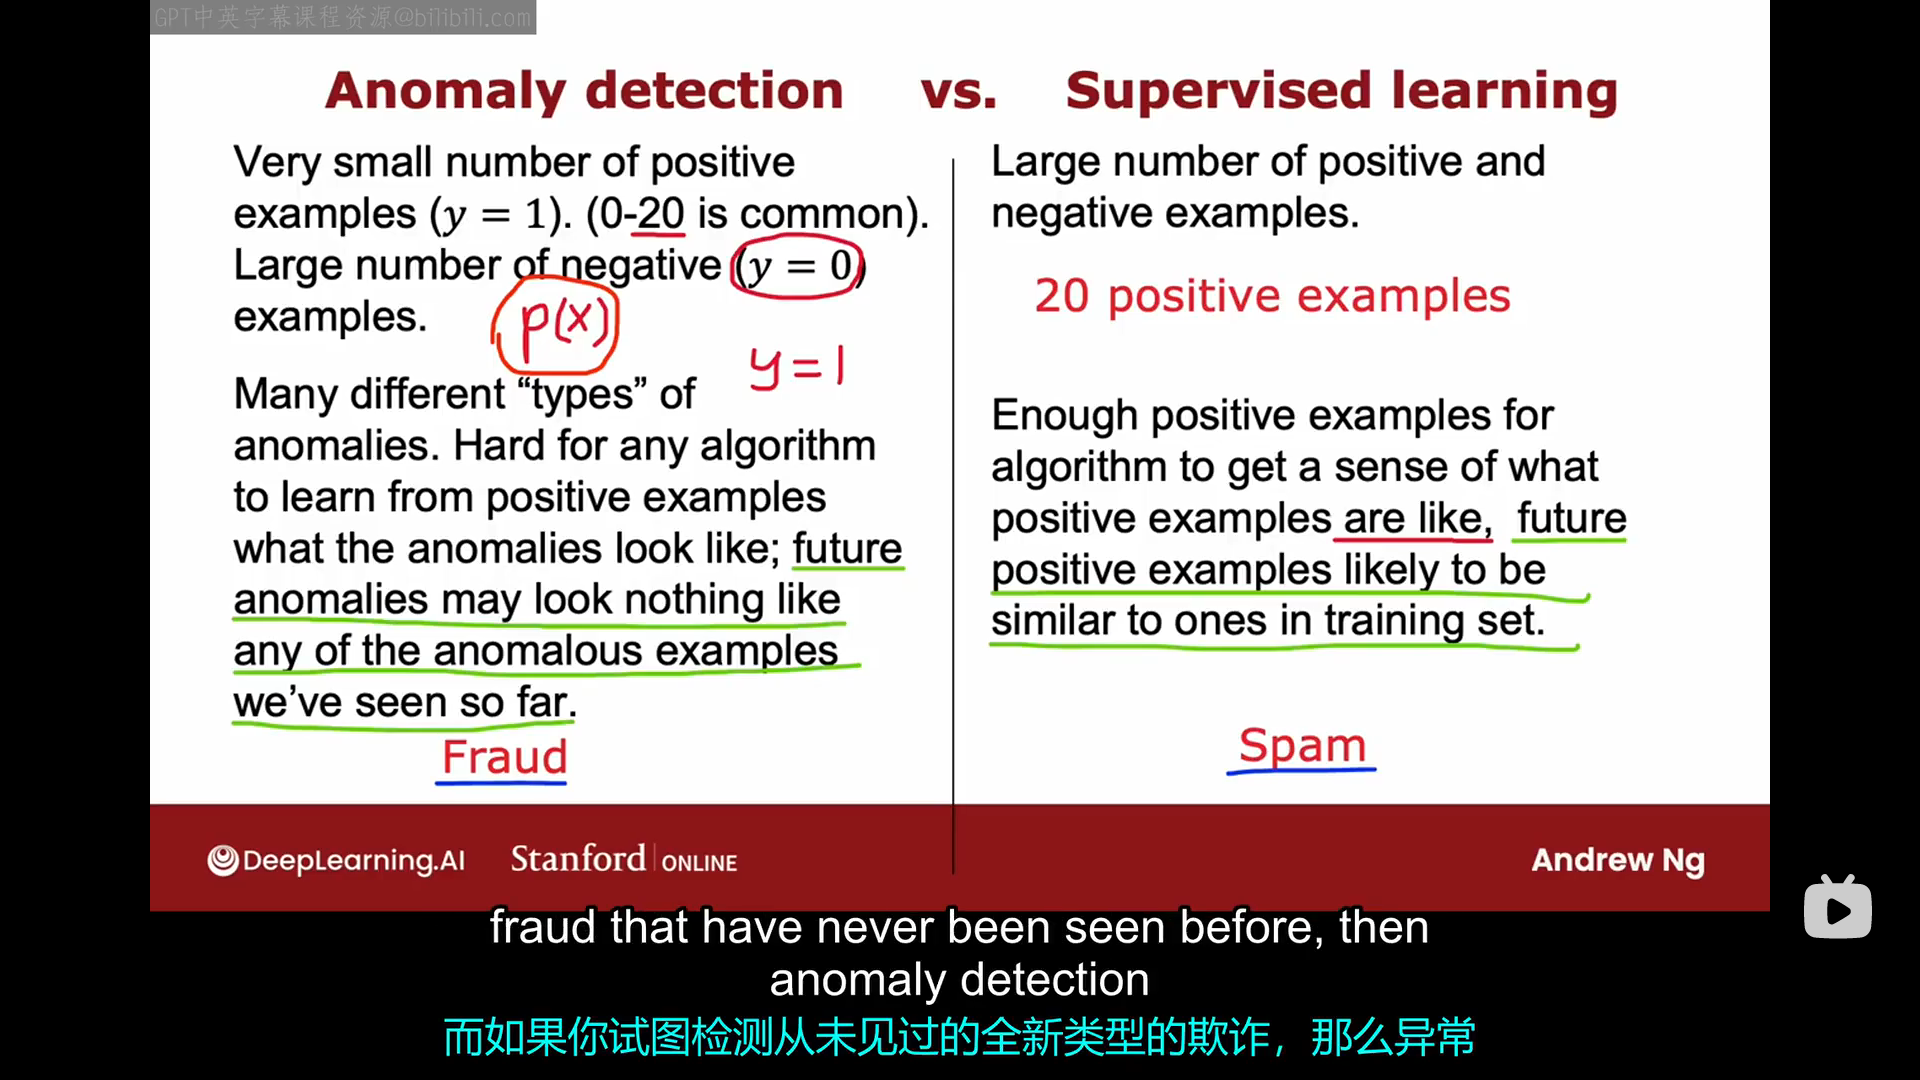 GPT中英字幕课程资源@bilibili.com
Anomaly detection vs. Supervised learning
Very small number of positive
examples (y = 1). (0-20 is common).
Large number of negative (y = 0)
examples.
p(x)
y=1
Many different “types” of
anomalies. Hard for any algorithm
to learn from positive examples
what the anomalies look like; future
anomalies may look nothing like
any of the anomalous examples
we’ve seen so far.
Fraud
Large number of positive and
negative examples.
20 positive examples
Enough positive examples for
algorithm to get a sense of what
positive examples are like, future
positive examples likely to be
similar to ones in training set.
Spam
DeepLearning.AI
Stanford ONLINE
Andrew Ng
fraud that have never been seen before, then
anomaly detection
而如果你试图检测从未见过的全新类型的欺诈，那么异常